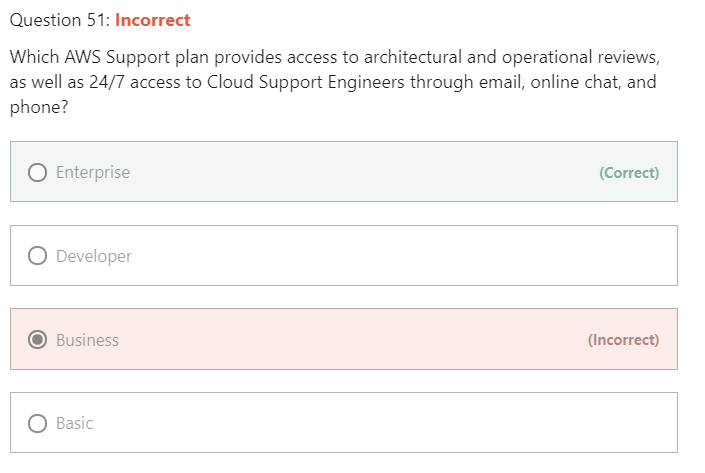 Question 51: Incorrect
Which AWS Support plan provides access to architectural and operational reviews,
as well as 24/7 access to Cloud Support Engineers through email, online chat, and
phone?
Enterprise (Correct)
Developer
Business (Incorrect)
Basic